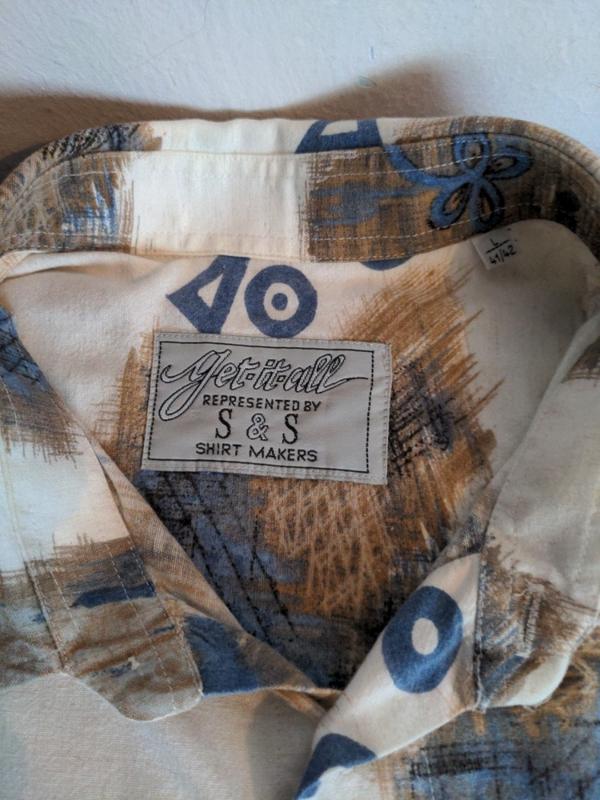 L
41/42
get-it-all
REPRESENTED BY
S & S
SHIRT MAKERS